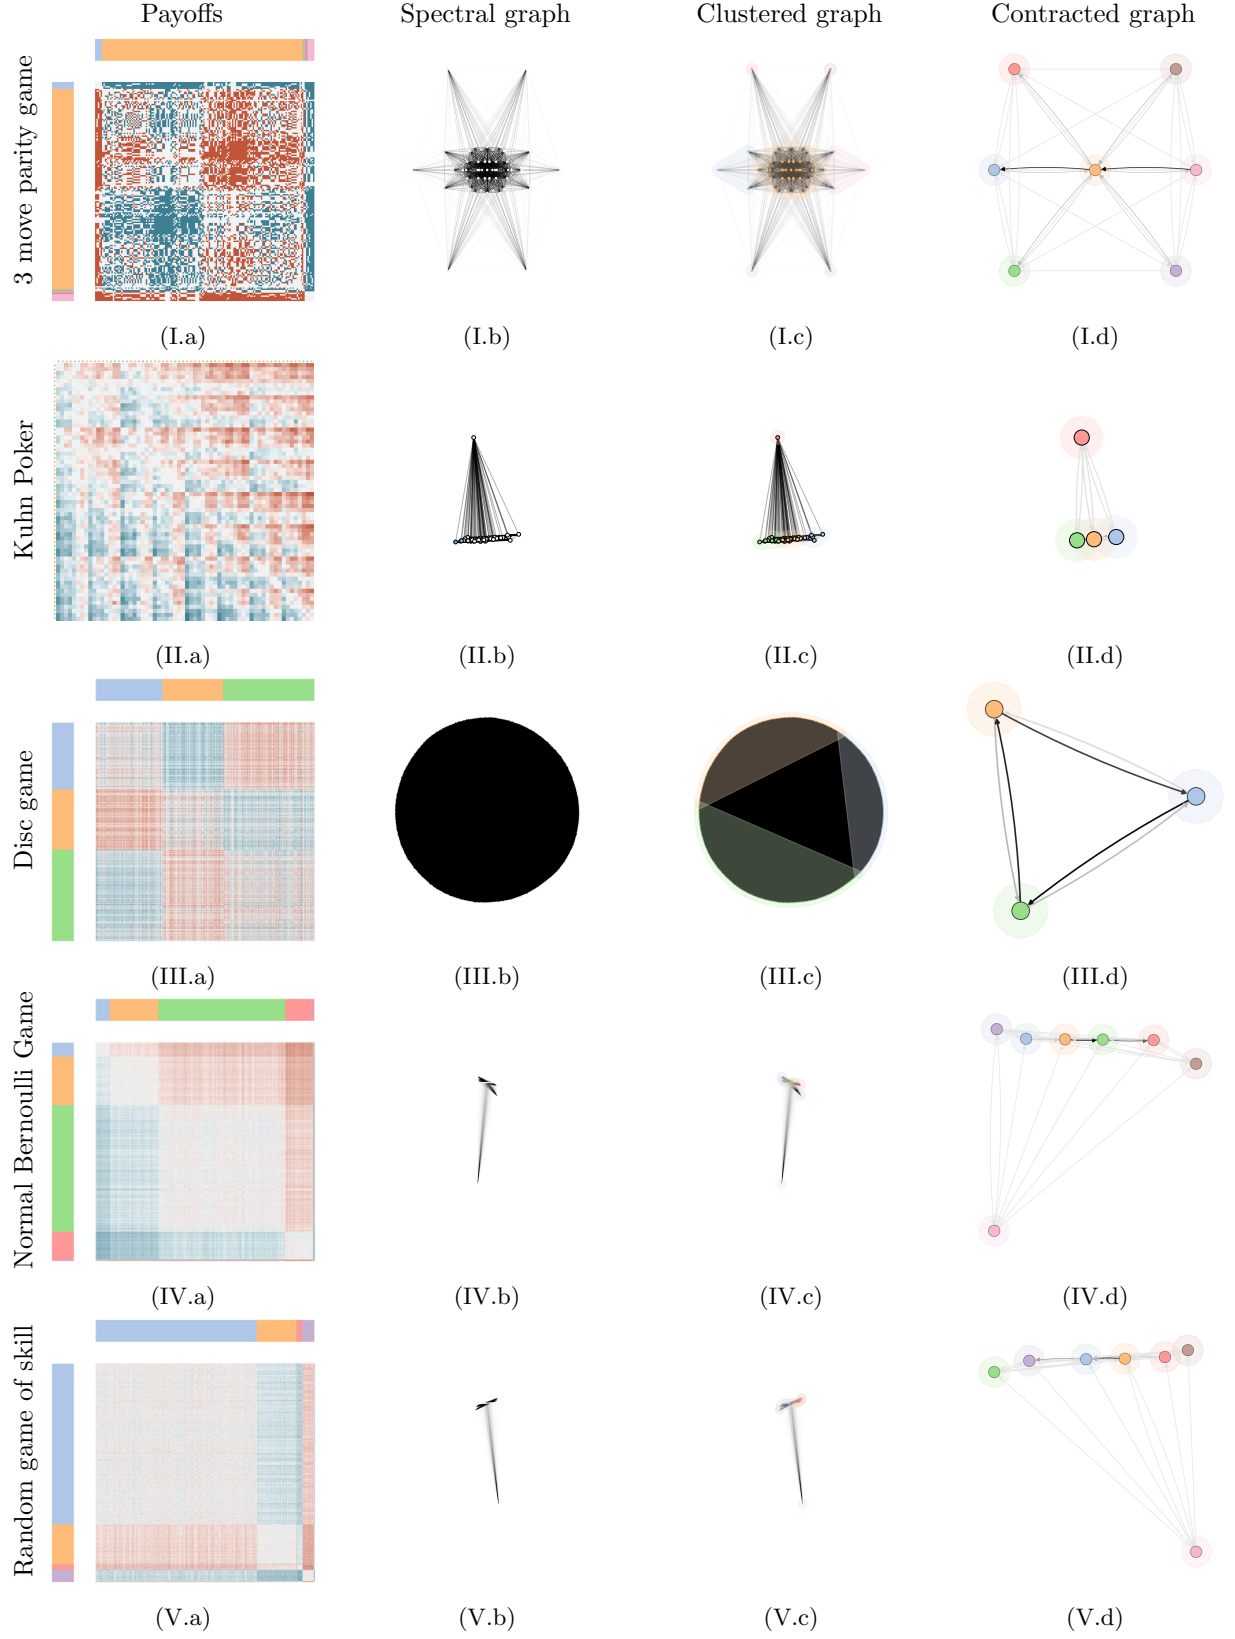 Payoffs
Spectral graph
Clustered graph
Contracted graph
3 move parity game
(I.a)
(I.b)
(I.c)
(I.d)
Kuhn Poker
(II.a)
(II.b)
(II.c)
(II.d)
Disc game
(III.a)
(III.b)
(III.c)
(III.d)
Normal Bernoulli Game
(IV.a)
(IV.b)
(IV.c)
(IV.d)
Random game of skill
(V.a)
(V.b)
(V.c)
(V.d)